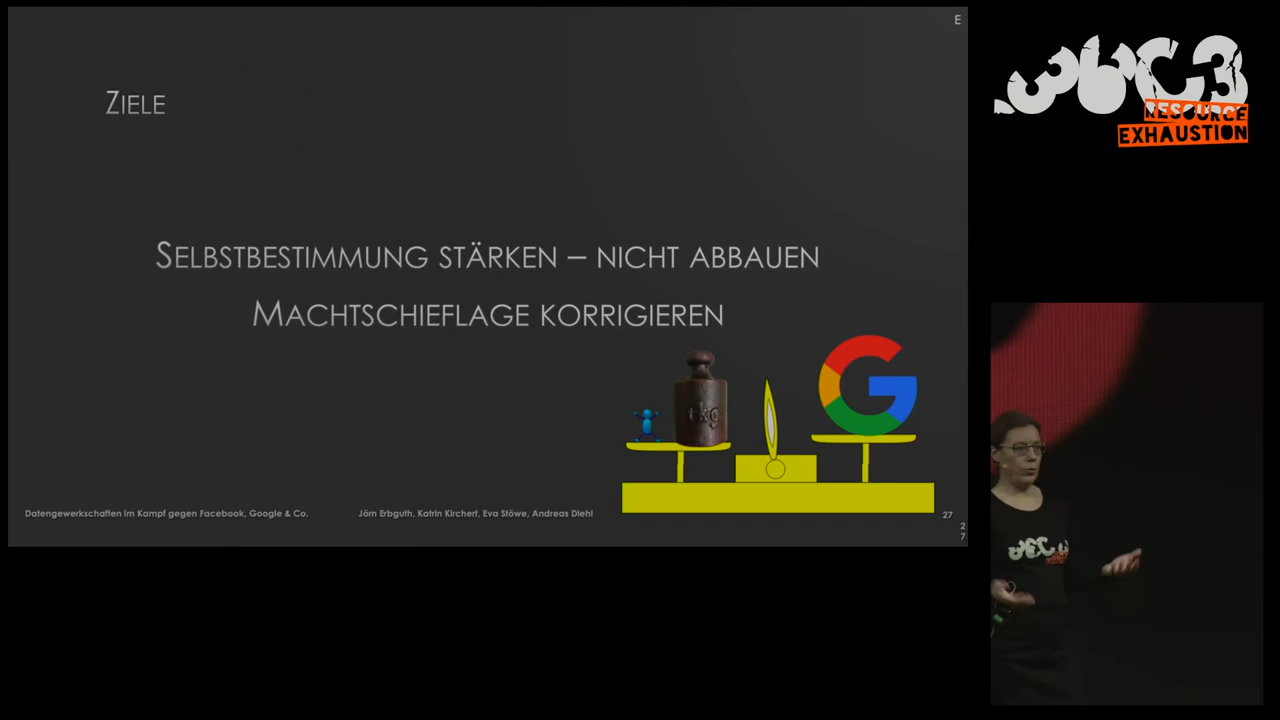 E
ZIELE
SELBSTBESTIMMUNG STÄRKEN – NICHT ABBAUEN
MACHTSCHIEFLAGE KORRIGIEREN
1kg
G
Datengewerkschaften im Kampf gegen Facebook, Google & Co.
Jörn Erbguth, Katrin Kirchert, Eva Stöwe, Andreas Diehl
27
2
7
36C3
RESOURCE
EXHAUSTION
36C3